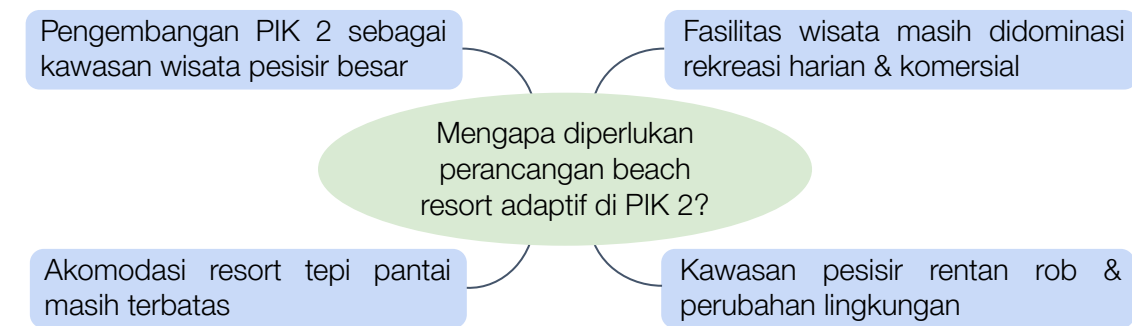 Pengembangan PIK 2 sebagai
kawasan wisata pesisir besar
Fasilitas wisata masih didominasi
rekreasi harian & komersial
Mengapa diperlukan
perancangan beach
resort adaptif di PIK 2?
Akomodasi resort tepi pantai
masih terbatas
Kawasan pesisir rentan rob &
perubahan lingkungan